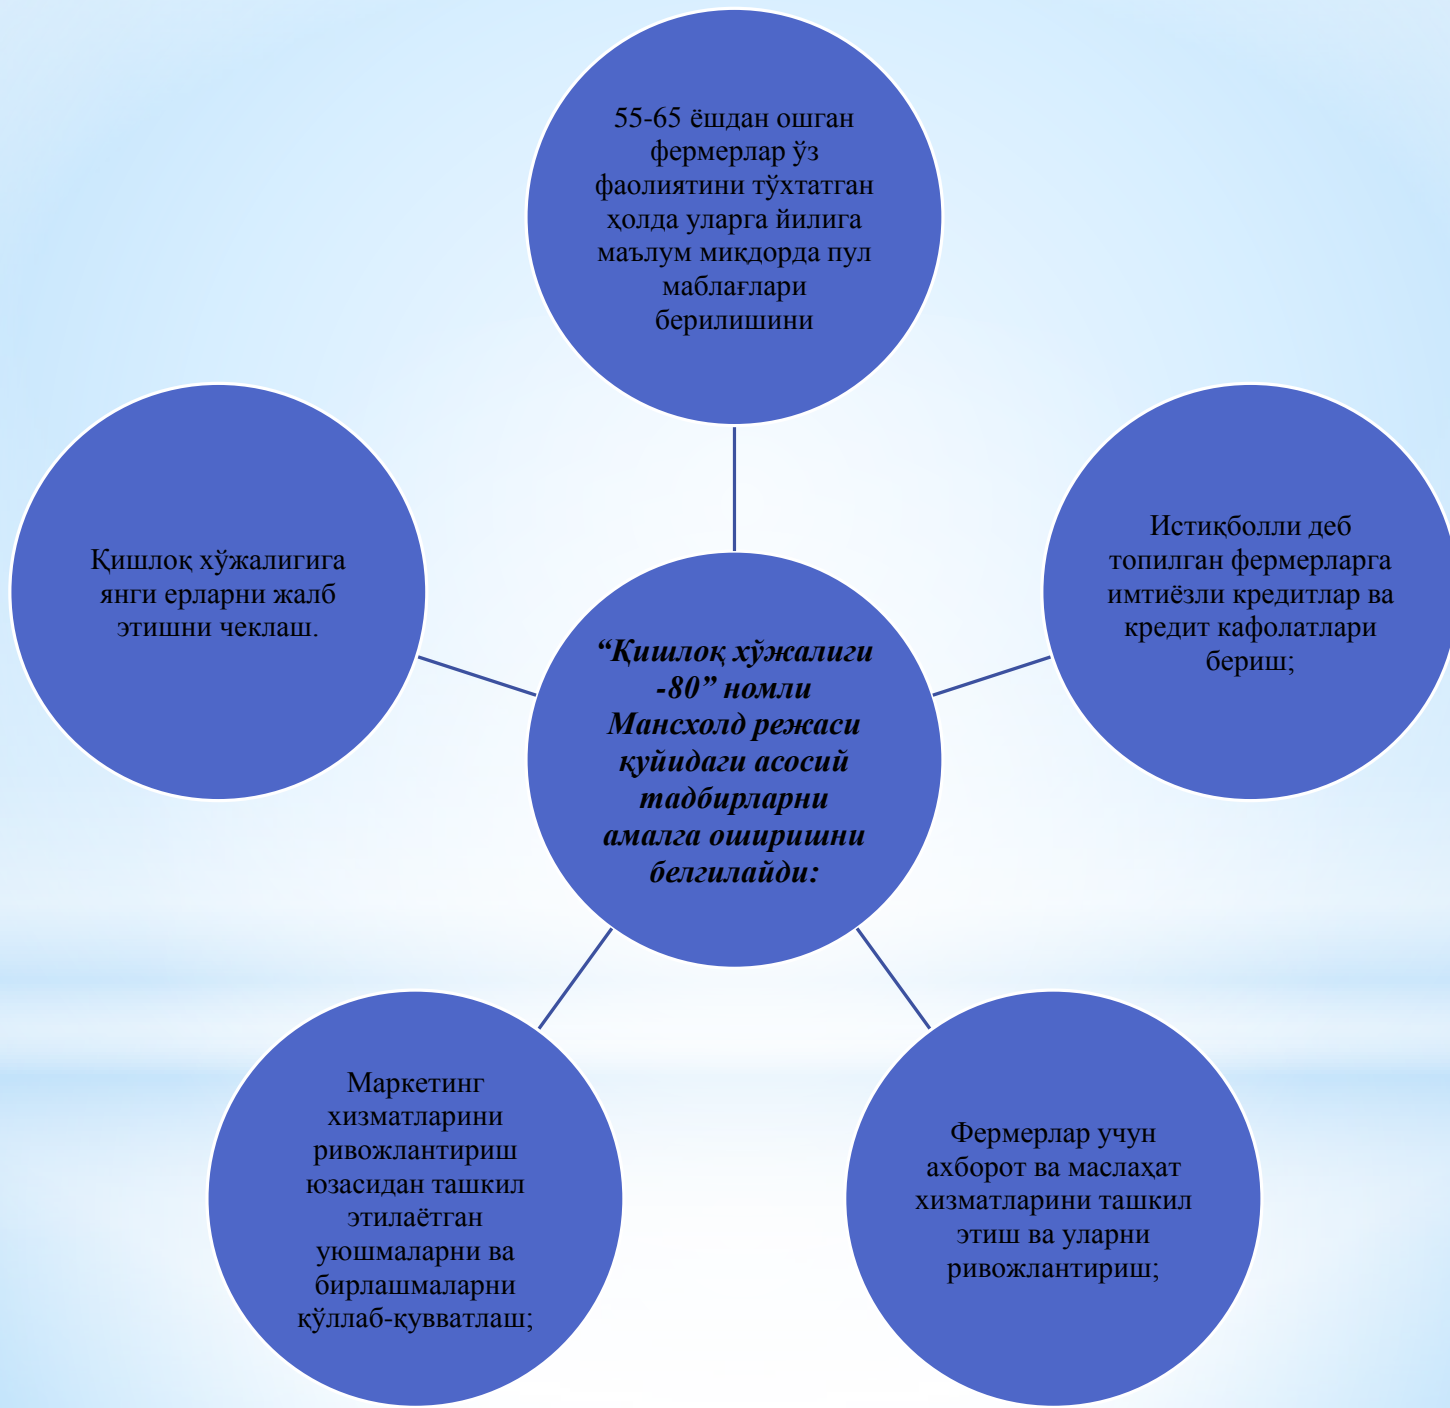 55-65 ёшдан ошган
фермерлар ўз
фаолиятини тўхтатган
ҳолда уларга йилига
маълум миқдорда пул
маблағлари
берилишини
Истиқболли деб
топилган фермерларга
имтиёзли кредитлар ва
кредит кафолатлари
бериш;
Фермерлар учун
ахборот ва маслаҳат
хизматларини ташкил
этиш ва уларни
ривожлантириш;
Маркетинг
хизматларини
ривожлантириш
юзасидан ташкил
этилаётган
уюшмаларни ва
бирлашмаларни
қўллаб-қувватлаш;
Қишлоқ хўжалигига
янги ерларни жалб
этишни чеклаш.
“Қишлоқ хўжалиги
-80” номли
Мансхолд режаси
қуйидаги асосий
тадбирларни
амалга оширишни
белгилайди: